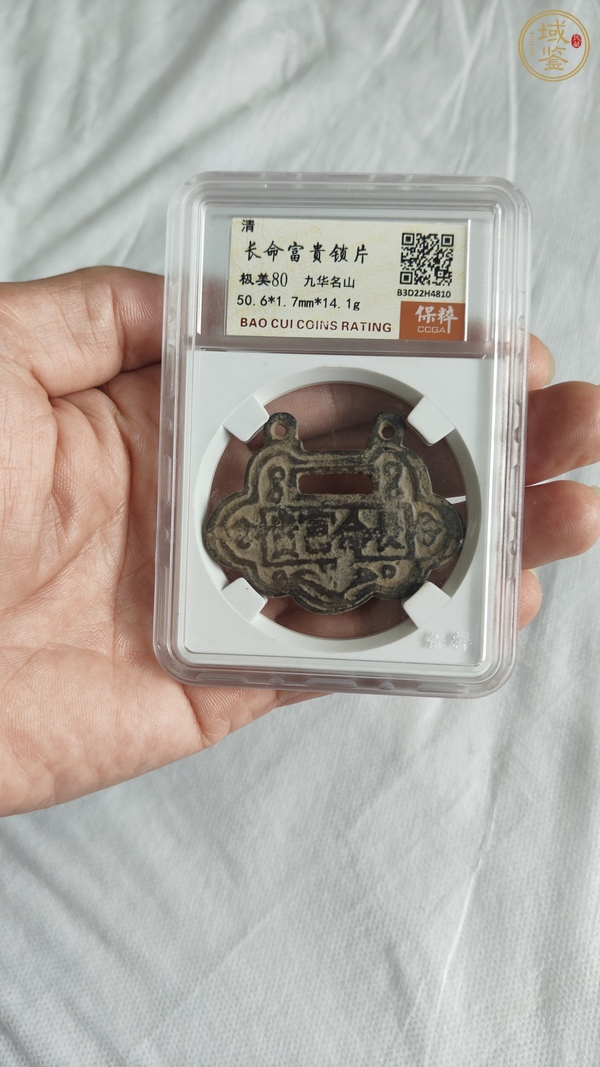 域鉴
清
长命富贵锁片
极美80 九华名山
50.6*1.7mm*14.1g
B3D22H4810
BAO CUI COINS RATING
保粹
CCGA